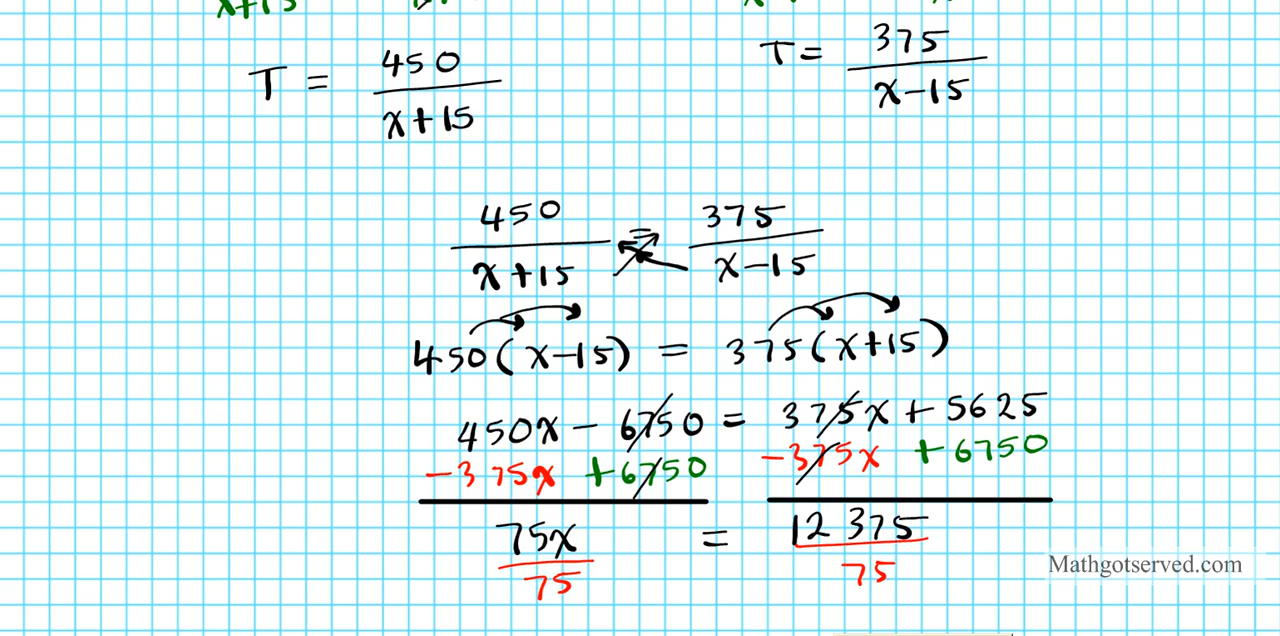 x+15
T = 450/(x+15)
T = 375/(x-15)
450/(x+15) = 375/(x-15)
450(x-15) = 375(x+15)
450x - 6750 = 375x + 5625
-375x +6750 -375x +6750
75x = 12375
75 75
Mathgotserved.com